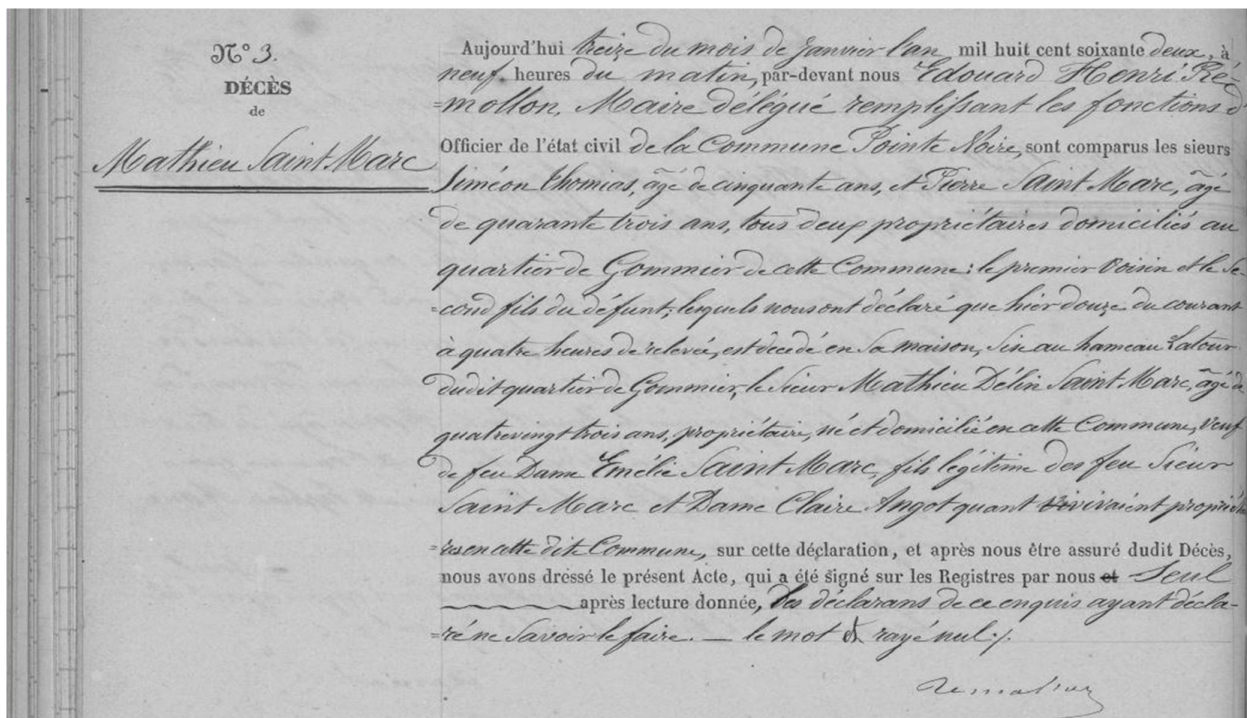 N.º 3.
DÉCÈS
de
Mathieu Saint Marc
Aujourd'hui treize du mois de Janvier l'an mil huit cent soixante deux, à
neuf heures du matin, par-devant nous Edouard Henri Ré-
=mollon, Maire délégué remplissant les fonctions d
Officier de l'état civil de la Commune Pointe Noire, sont comparus les sieurs
Siméon Thomias, âgé de cinquante ans, et Pierre Saint Marc, âgé
de quarante trois ans, tous deux propriétaires domiciliés au
quartier de Gommier de cette Commune; le premier voisin et le Se-
=cond fils du défunt; lesquels nous ont déclaré que hier douze du courant
à quatre heures de relevée, est decédé en sa maison, sise au hameau Latour
dudit quartier de Gommier, le Sieur Mathieu Délin Saint Marc, âgé de
quatrevingt trois ans, propriétaire, né et domicilié en cette Commune, veuf
de feu Dame Emélie Saint Marc, fils légitime des feu Sieur
Saint Marc et Dame Claire Angot quant vivivaient propriétai
=res en cette dite Commune, sur cette déclaration, et après nous être assuré dudit Décès,
nous avons dressé le présent Acte, qui a été signé sur les Registres par nous et Seul
après lecture donnée, les déclarans de ce enquis ayant décla-
=ré ne savoir le faire. — le mot et rayé nul ./.
Remollon